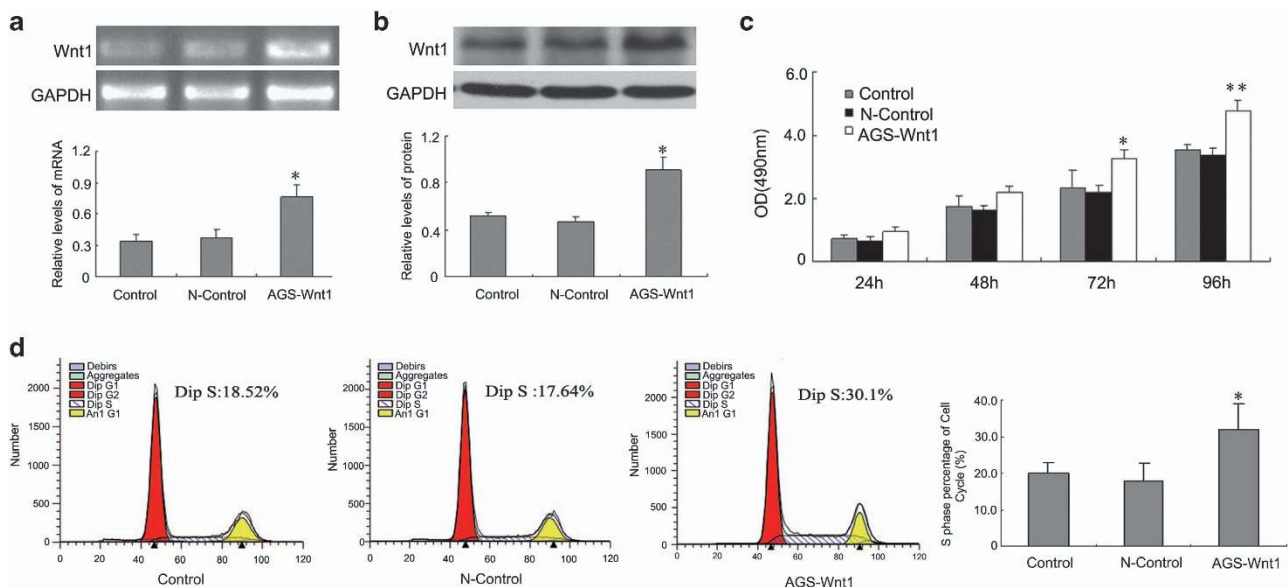 a
Wnt1
GAPDH
Relative levels of mRNA
1.2
0.9
0.6
0.3
0
*
Control
N-Control
AGS-Wnt1
b
Wnt1
GAPDH
Relative levels of protein
1.2
0.8
0.4
0
*
Control
N-Control
AGS-Wnt1
c
OD(490nm)
6.0
4.0
2.0
0.0
Control
N-Control
AGS-Wnt1
*
**
24h
48h
72h
96h
d
Number
2000
1500
1000
500
0
Debirs
Aggregates
Dip G1
Dip G2
Dip S
An1 G1
Dip S:18.52%
0 20 40 60 80 100 120
Control
Number
2000
1500
1000
500
0
Debirs
Aggregates
Dip G1
Dip G2
Dip S
An1 G1
Dip S :17.64%
0 20 40 60 80 100 120
N-Control
Number
2000
1500
1000
500
0
Debirs
Aggregates
Dip G1
Dip G2
Dip S
An1 G1
Dip S:30.1%
0 20 40 60 80 100 120
AGS-Wnt1
S phase percentage of Cell
Cycle (%)
40.0
30.0
20.0
10.0
0.0
*
Control
N-Control
AGS-Wnt1